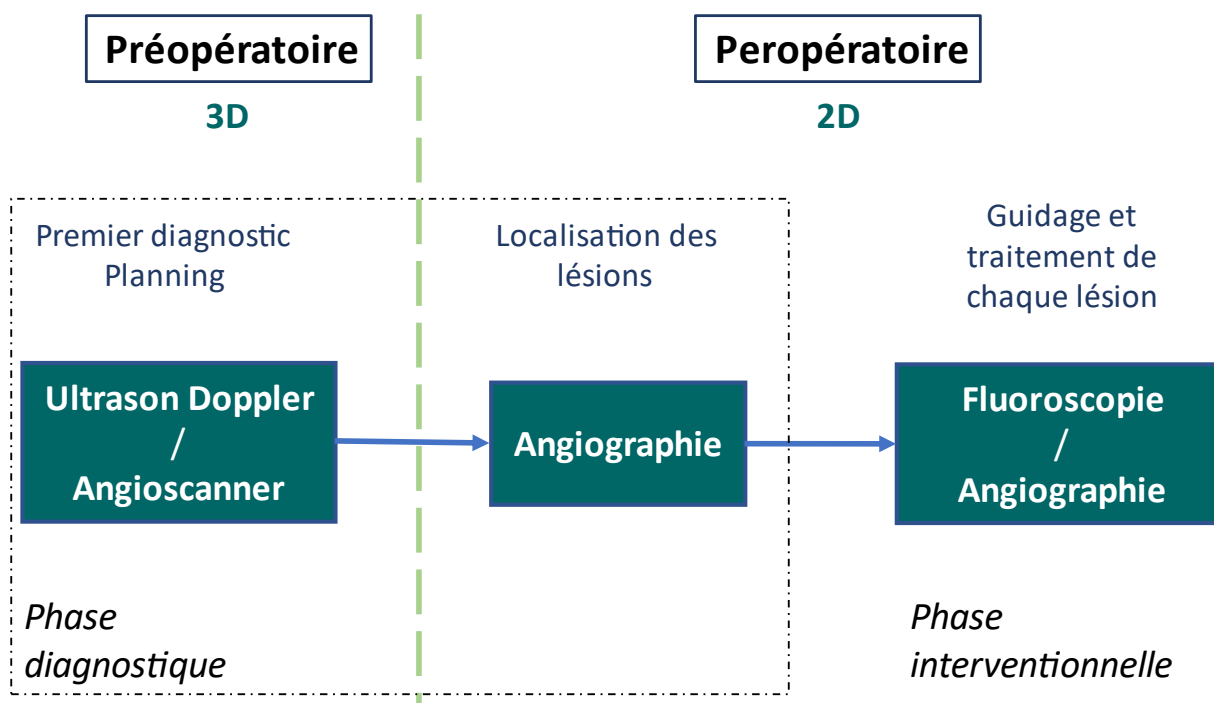 Préopératoire
Peropératoire
3D
2D
Premier diagnostic
Planning
Localisation des
lésions
Guidage et
traitement de
chaque lésion
Ultrason Doppler
/
Angioscanner
Angiographie
Fluoroscopie
/
Angiographie
Phase
diagnostique
Phase
interventionnelle